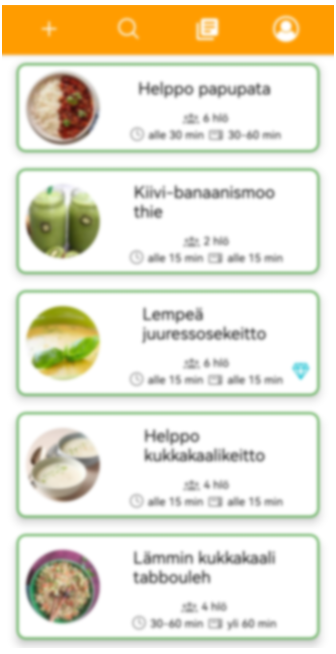 Helppo papupata
6 hlö
alle 30 min 30-60 min
Kiivi-banaanismoo
thie
2 hlö
alle 15 min alle 15 min
Lempeä
juuressosekeitto
6 hlö
alle 15 min alle 15 min
Helppo
kukkakaalikeitto
4 hlö
alle 15 min alle 15 min
Lämmin kukkakaali
tabbouleh
4 hlö
30-60 min yli 60 min